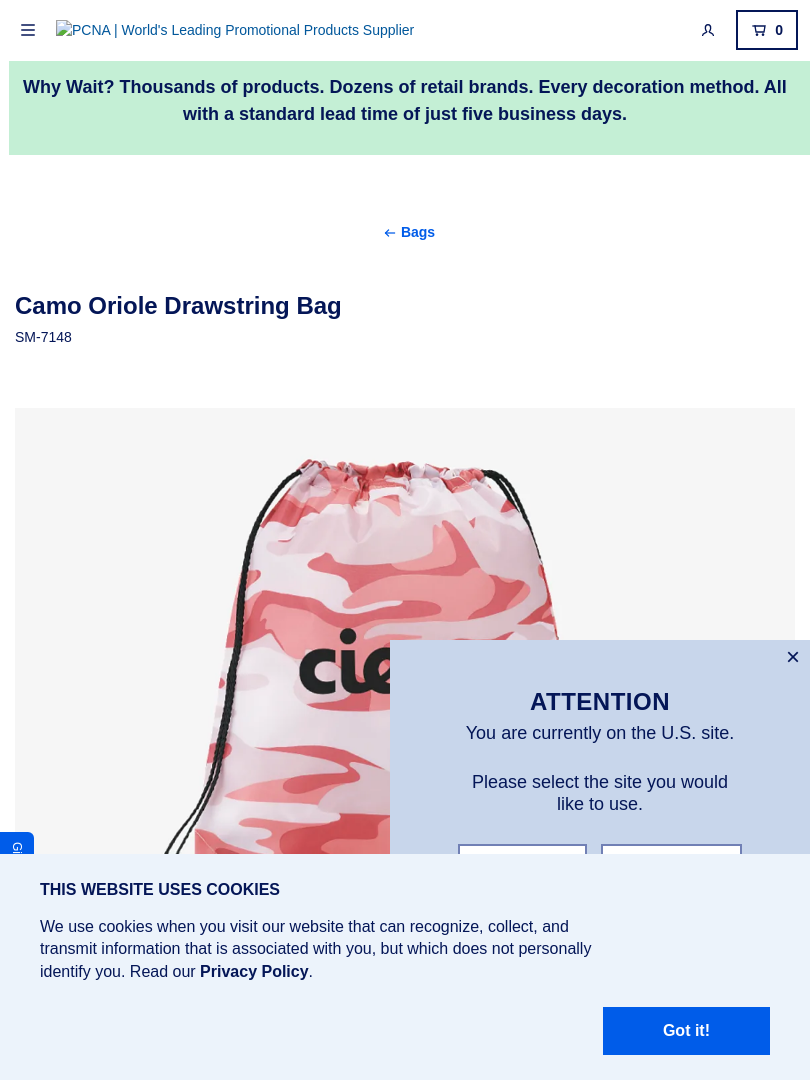 PCNA | World's Leading Promotional Products Supplier
0
Why Wait? Thousands of products. Dozens of retail brands. Every decoration method. All
with a standard lead time of just five business days.
Bags
Camo Oriole Drawstring Bag
SM-7148
ATTENTION
You are currently on the U.S. site.
Please select the site you would
like to use.
THIS WEBSITE USES COOKIES
We use cookies when you visit our website that can recognize, collect, and
transmit information that is associated with you, but which does not personally
identify you. Read our Privacy Policy.
Got it!